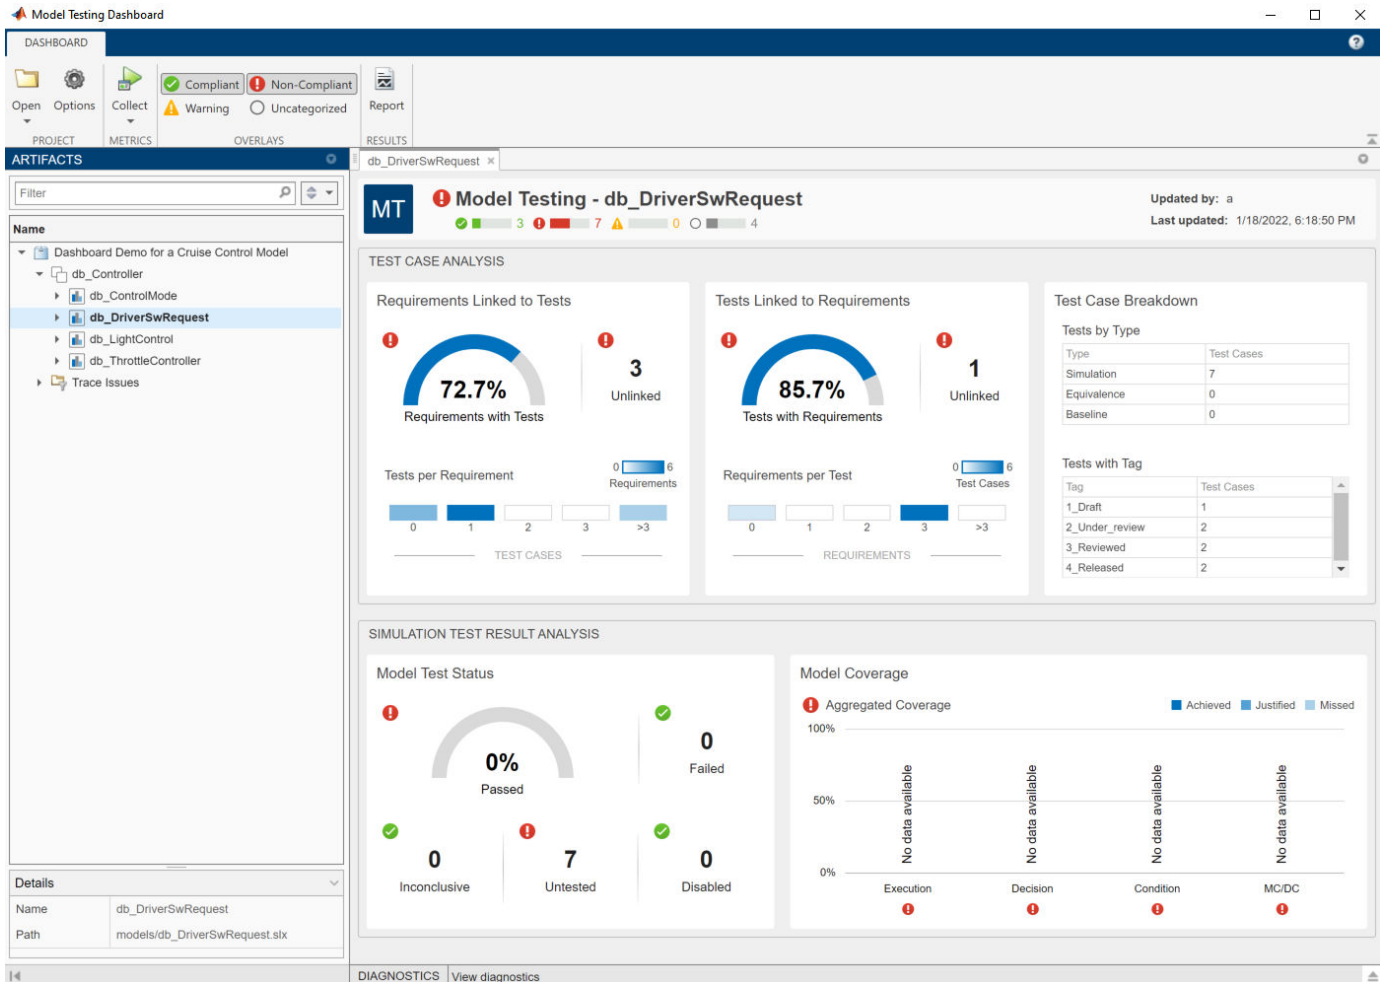 Model Testing Dashboard
DASHBOARD
Open Options Collect Compliant Non-Compliant Warning Uncategorized Report
PROJECT METRICS OVERLAYS RESULTS
ARTIFACTS
Filter
Name
Dashboard Demo for a Cruise Control Model
db_Controller
db_ControlMode
db_DriverSwRequest
db_LightControl
db_ThrottleController
Trace Issues
Details
Name db_DriverSwRequest
Path models/db_DriverSwRequest.slx
db_DriverSwRequest ×
MT
Model Testing - db_DriverSwRequest
3 7 0 4
Updated by: a
Last updated: 1/18/2022, 6:18:50 PM
TEST CASE ANALYSIS
Requirements Linked to Tests
72.7%
Requirements with Tests
3
Unlinked
Tests per Requirement
0 6
Requirements
0 1 2 3 >3
TEST CASES
Tests Linked to Requirements
85.7%
Tests with Requirements
1
Unlinked
Requirements per Test
0 6
Test Cases
0 1 2 3 >3
REQUIREMENTS
Test Case Breakdown
Tests by Type
Type Test Cases
Simulation 7
Equivalence 0
Baseline 0
Tests with Tag
Tag Test Cases
1_Draft 1
2_Under_review 2
3_Reviewed 2
4_Released 2
SIMULATION TEST RESULT ANALYSIS
Model Test Status
0%
Passed
0
Failed
0
Inconclusive
7
Untested
0
Disabled
Model Coverage
Aggregated Coverage
Achieved Justified Missed
100%
50%
0%
No data available
No data available
No data available
No data available
Execution Decision Condition MC/DC
DIAGNOSTICS View diagnostics